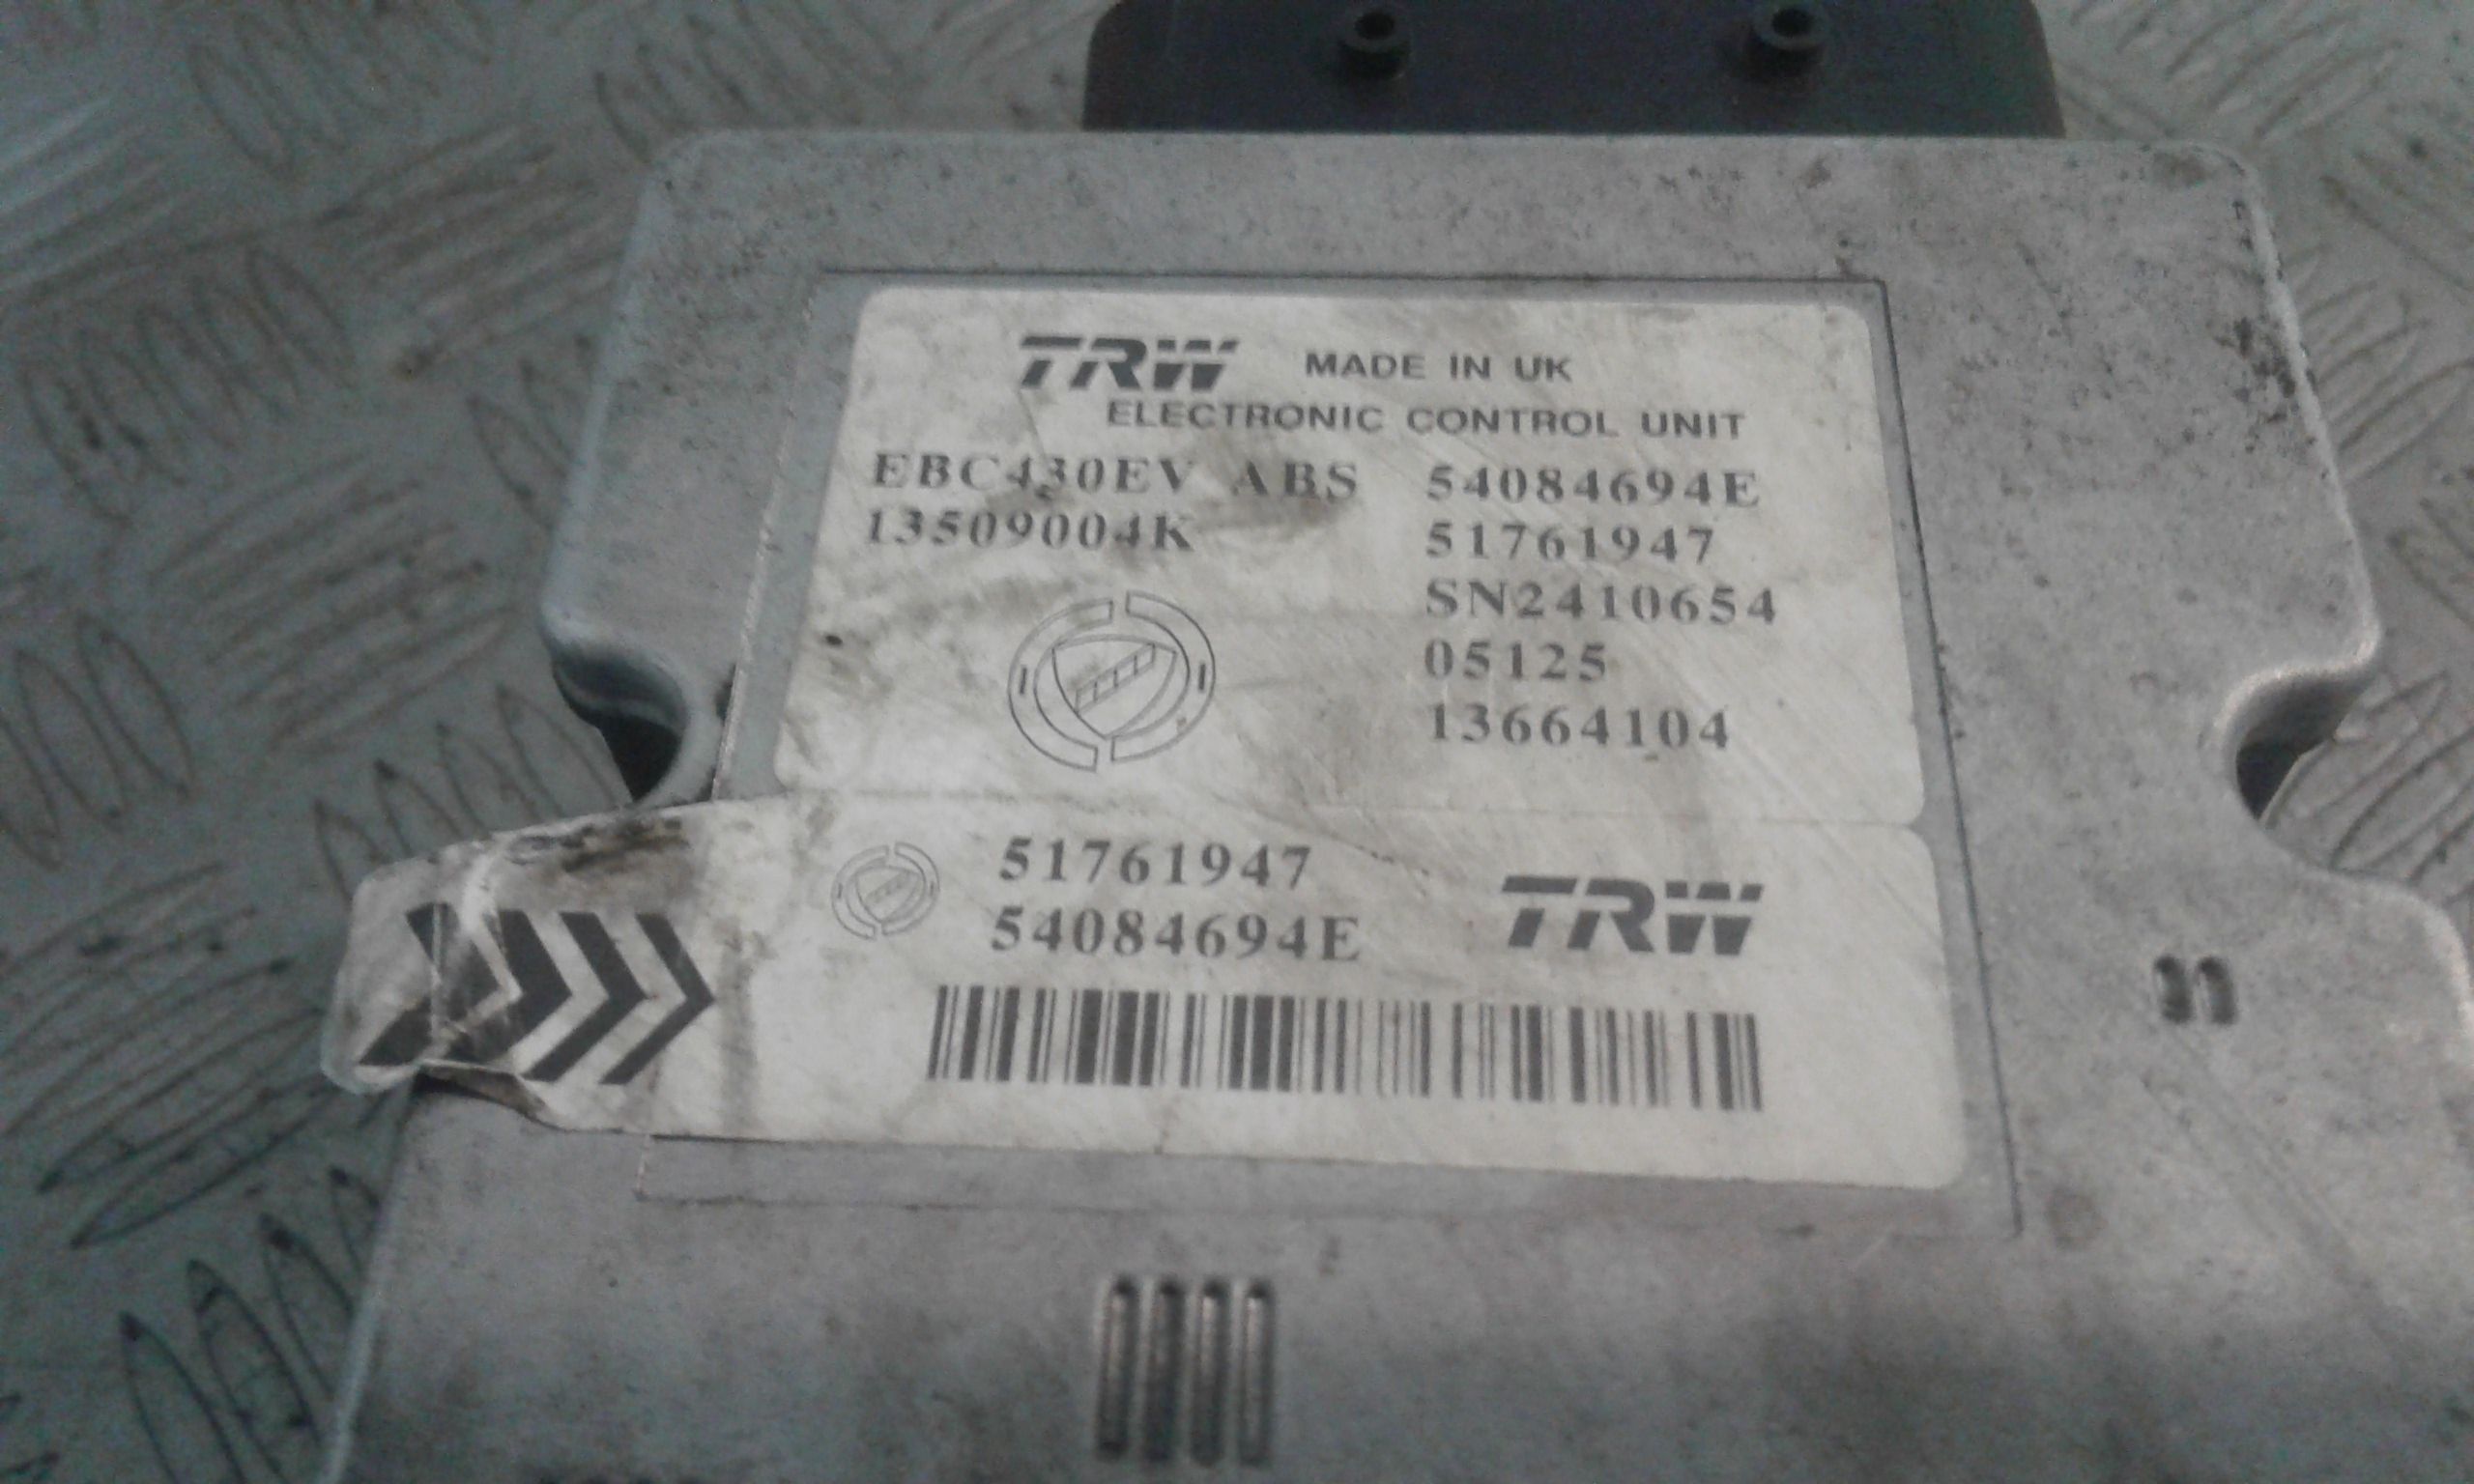 TRW MADE IN UK
ELECTRONIC CONTROL UNIT
EBC430EV ABS 54084694E
13509004K 51761947
SN2410654
05125
13664104
51761947
54084694E
TRW